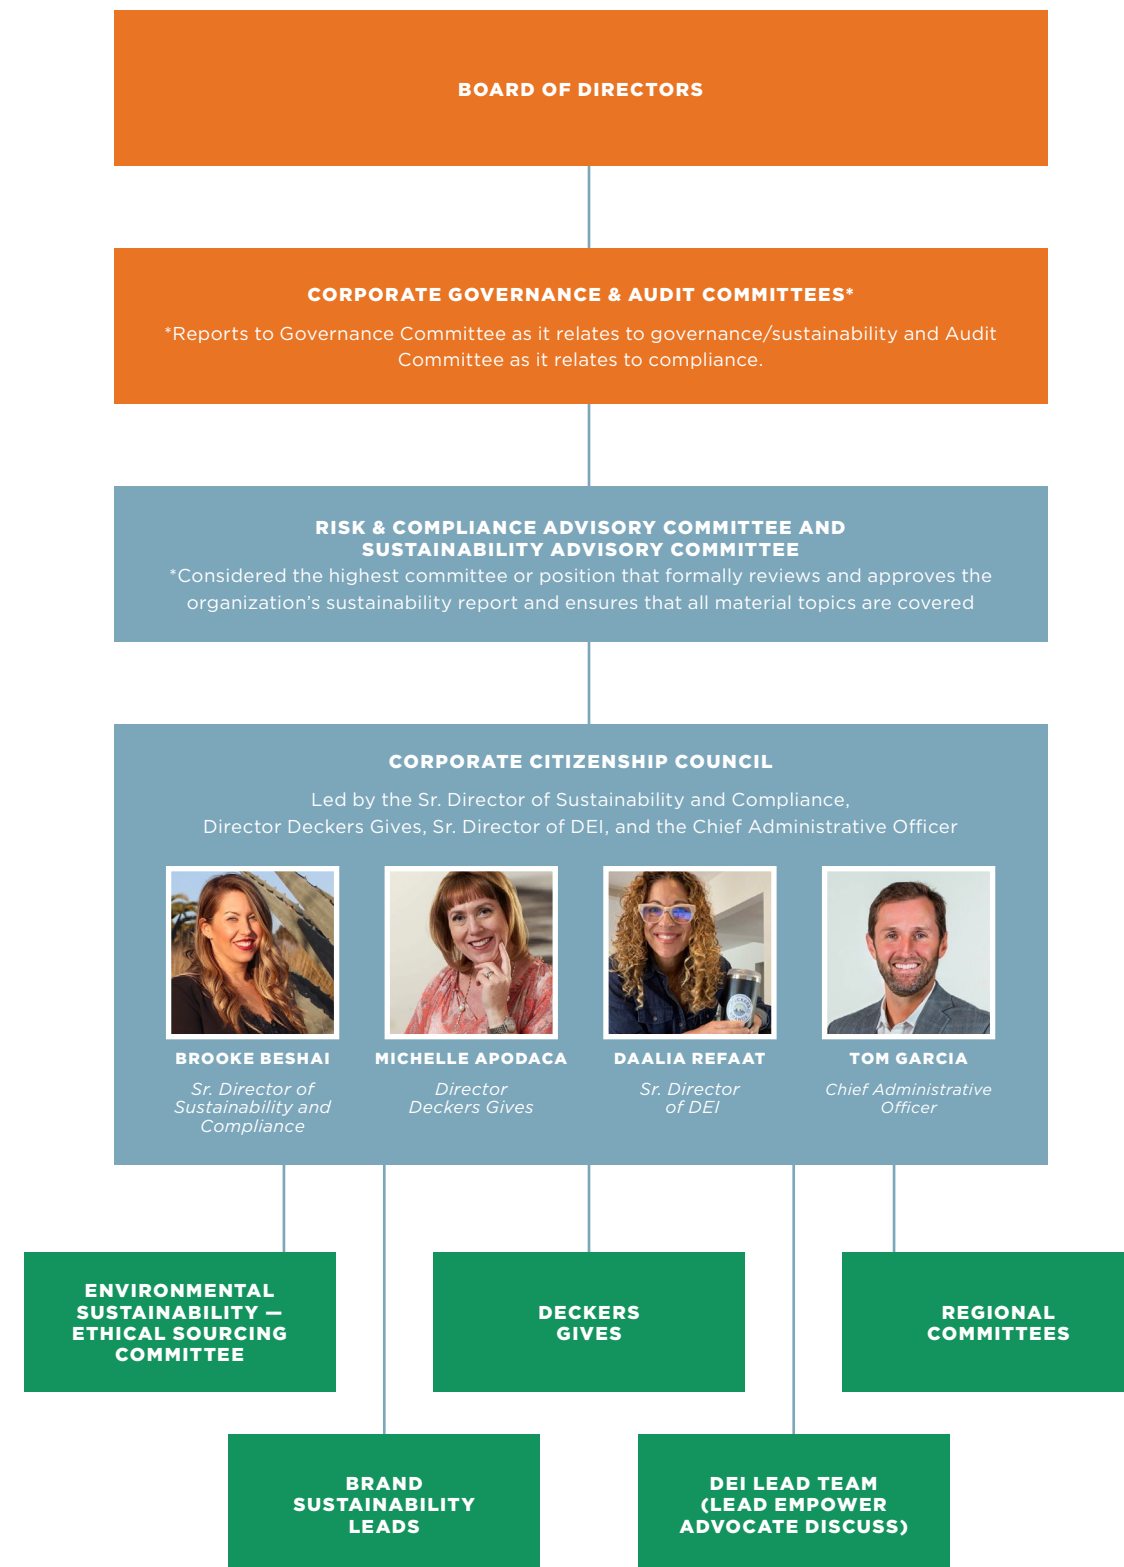 BOARD OF DIRECTORS
CORPORATE GOVERNANCE & AUDIT COMMITTEES*
*Reports to Governance Committee as it relates to governance/sustainability and Audit
Committee as it relates to compliance.
RISK & COMPLIANCE ADVISORY COMMITTEE AND
SUSTAINABILITY ADVISORY COMMITTEE
*Considered the highest committee or position that formally reviews and approves the
organization’s sustainability report and ensures that all material topics are covered
CORPORATE CITIZENSHIP COUNCIL
Led by the Sr. Director of Sustainability and Compliance,
Director Deckers Gives, Sr. Director of DEI, and the Chief Administrative Officer
BROOKE BESHAI
Sr. Director of
Sustainability and
Compliance
MICHELLE APODACA
Director
Deckers Gives
DAALIA REFAAT
Sr. Director
of DEI
TOM GARCIA
Chief Administrative
Officer
ENVIRONMENTAL
SUSTAINABILITY —
ETHICAL SOURCING
COMMITTEE
DECKERS
GIVES
REGIONAL
COMMITTEES
BRAND
SUSTAINABILITY
LEADS
DEI LEAD TEAM
(LEAD EMPOWER
ADVOCATE DISCUSS)